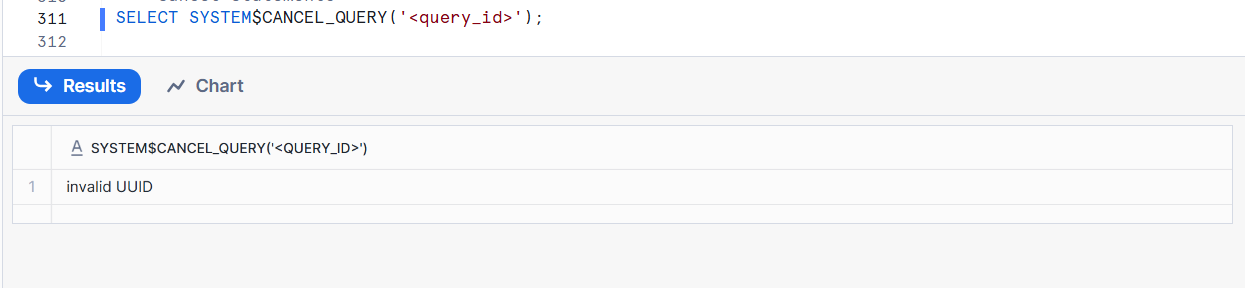 311 SELECT SYSTEM$CANCEL_QUERY('<query_id>');
312
Results Chart
A SYSTEM$CANCEL_QUERY('<QUERY_ID>')
1 invalid UUID